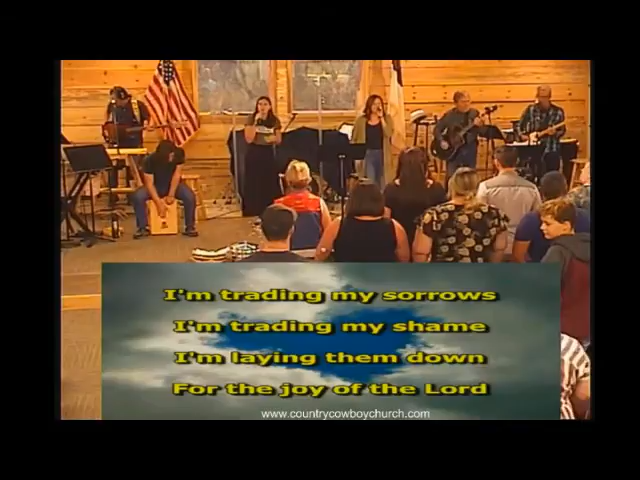 I'm trading my sorrows
I'm trading my shame
I'm laying them down
For the joy of the Lord
www.countrycowboychurch.com